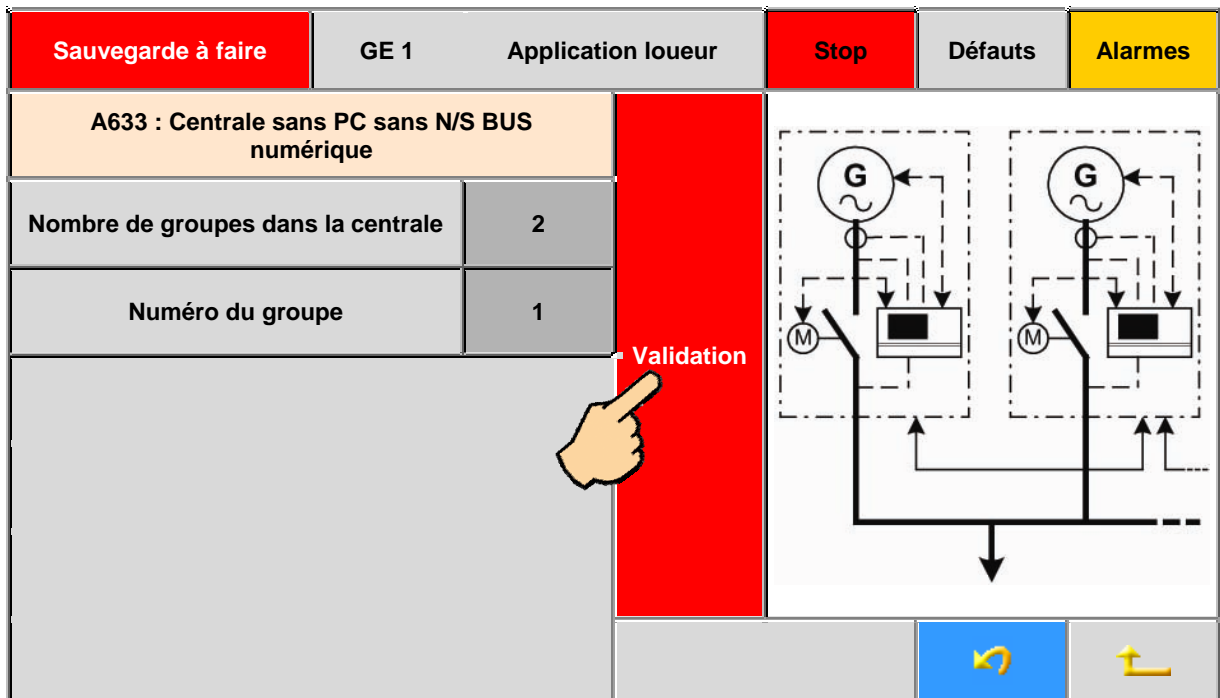 Sauvegarde à faire
GE 1
Application loueur
Stop
Défauts
Alarmes
A633 : Centrale sans PC sans N/S BUS
numérique
Nombre de groupes dans la centrale
2
Numéro du groupe
1
Validation
G
G
M
M